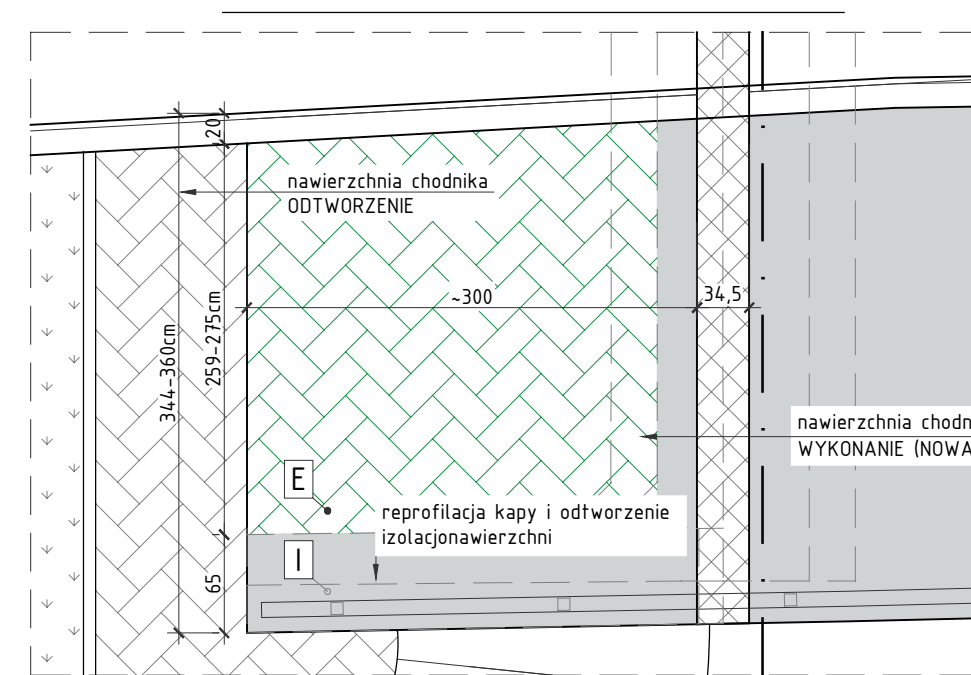 20
nawierzchnia chodnika
ODTWORZENIE
~300
34,5
344-360cm
259-275cm
nawierzchnia chodn
WYKONANIE (NOWA
E
reprofilacja kapy i odtworzenie
izolacjonawierzchni
I
65